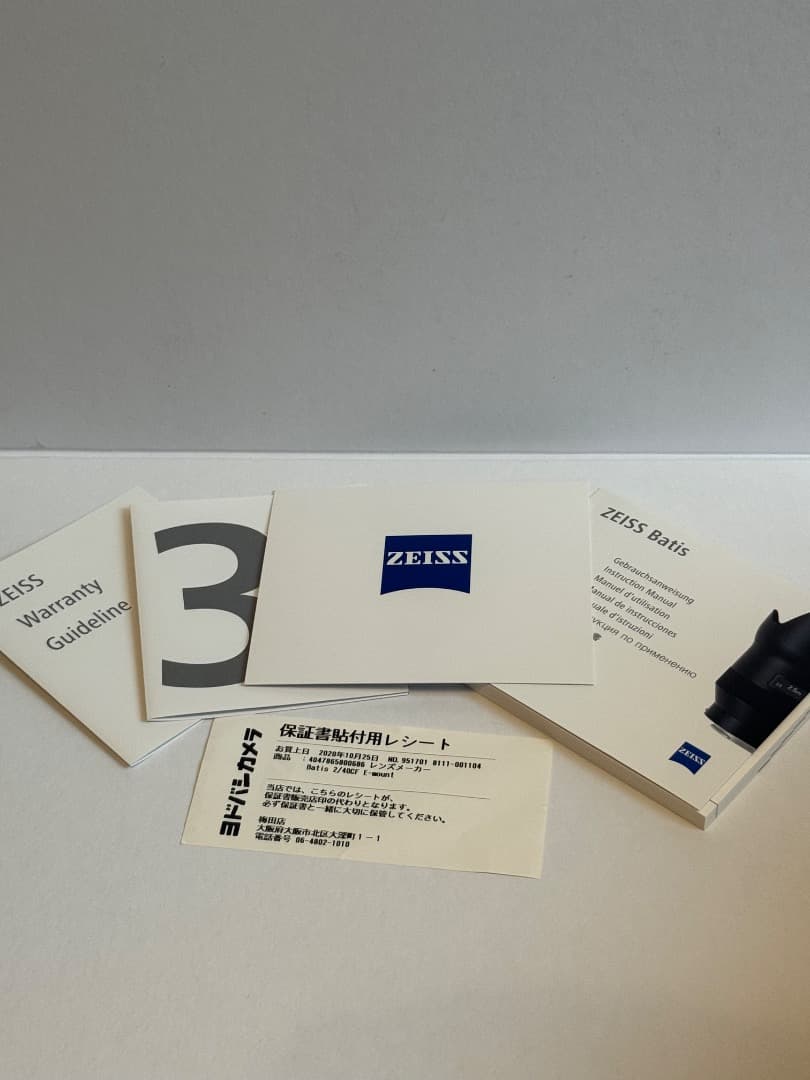 ZEISS
Warranty
Guideline
3
ZEISS
ZEISS Batis
Gebrauchsanweisung
Instruction Manual
Manuel d'utilisation
Manual de instrucciones
d'istruzioni
по применению
ZEISS
ヨドバシカメラ
保証書貼付用レシート
お買上日 2020年10月25日 NO.951701 8111-001104
商品 :4047865800686 レンズメーカー
Batis 2/40CF E-mount
当店では、こちらのレシートが、
保証書販売店印の代わりとなります。
必ず保証書と一緒に大切に保管してください。
梅田店
大阪府大阪市北区大深町1-1
電話番号 06-4802-1010